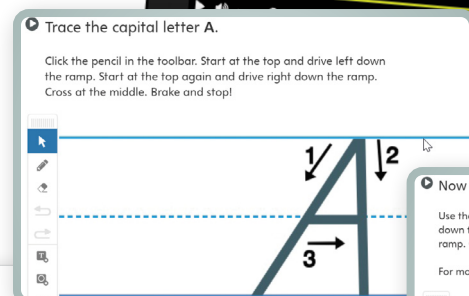 Trace the capital letter A.
Click the pencil in the toolbar. Start at the top and drive left down
the ramp. Start at the top again and drive right down the ramp.
Cross at the middle. Brake and stop!
1
2
A
3
T
Now
Use the
down
ramp.
For mo